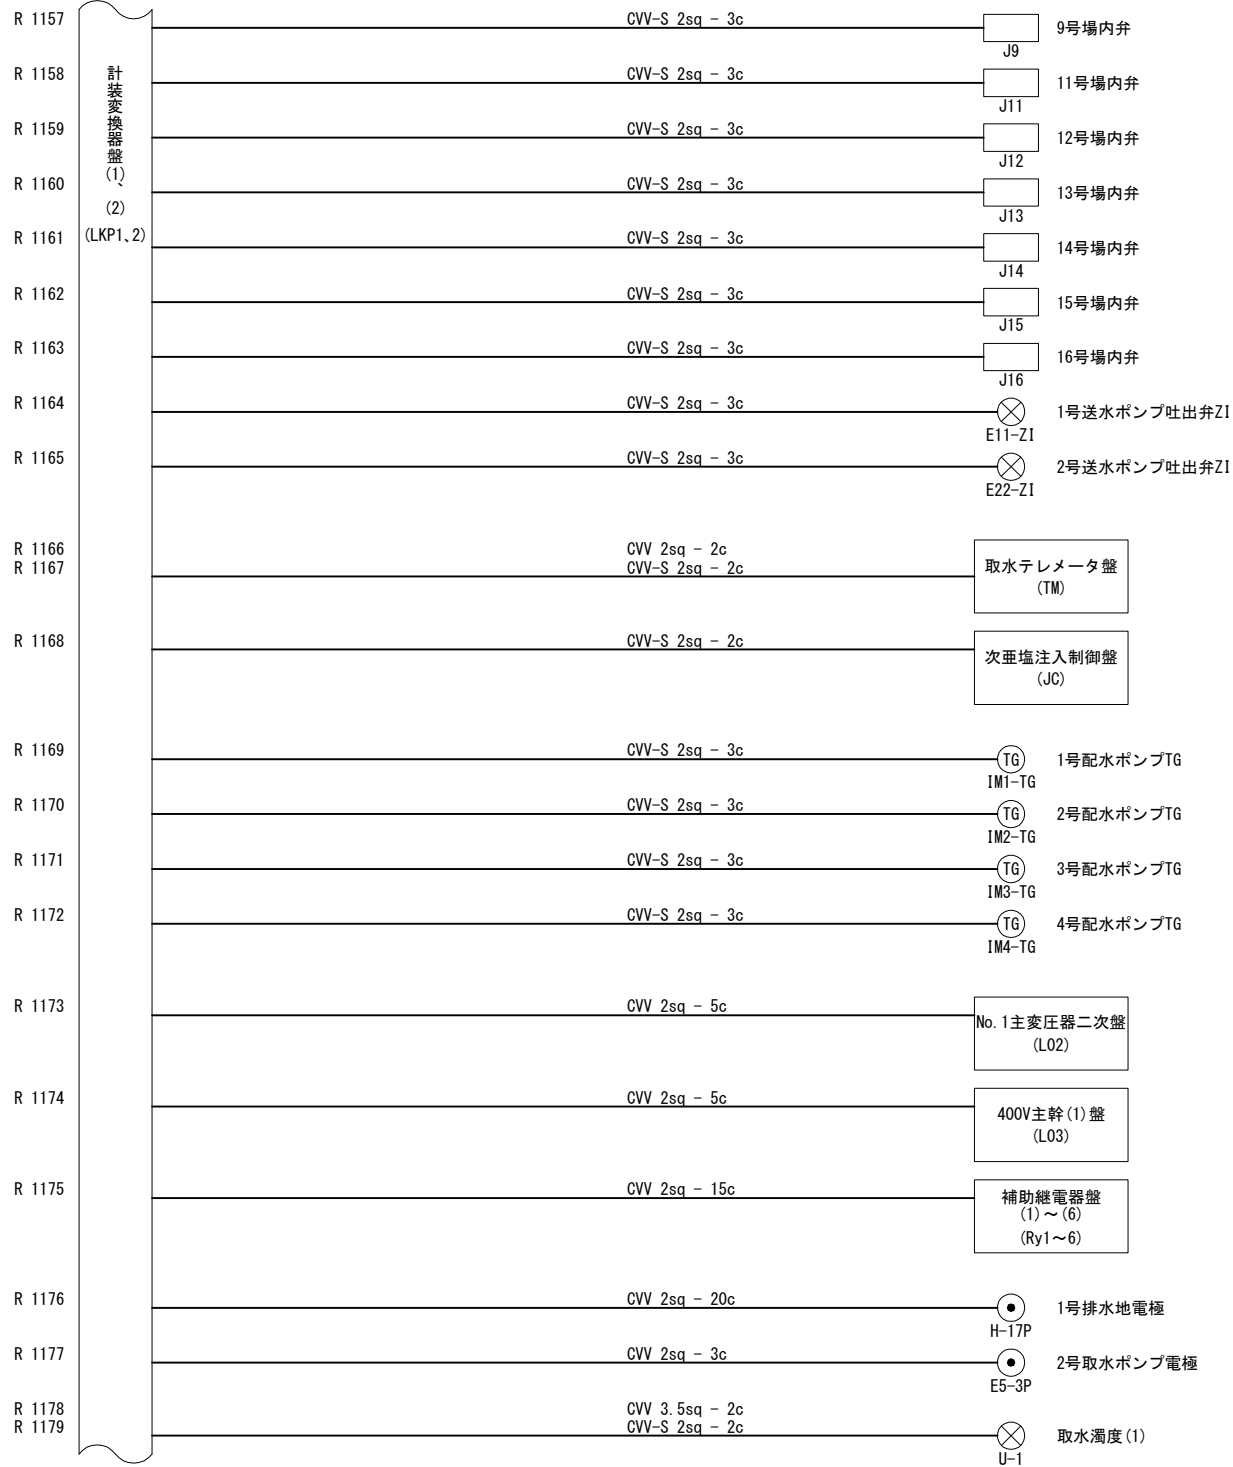 計装変換器盤(1)、
(2)
(LKP1、2)
R 1157 CVV-S 2sq - 3c 9号場内弁
J9
R 1158 CVV-S 2sq - 3c 11号場内弁
J11
R 1159 CVV-S 2sq - 3c 12号場内弁
J12
R 1160 CVV-S 2sq - 3c 13号場内弁
J13
R 1161 CVV-S 2sq - 3c 14号場内弁
J14
R 1162 CVV-S 2sq - 3c 15号場内弁
J15
R 1163 CVV-S 2sq - 3c 16号場内弁
J16
R 1164 CVV-S 2sq - 3c 1号送水ポンプ吐出弁ZI
E11-ZI
R 1165 CVV-S 2sq - 3c 2号送水ポンプ吐出弁ZI
E22-ZI
R 1166 CVV 2sq - 2c
R 1167 CVV-S 2sq - 2c
取水テレメータ盤
(TM)
R 1168 CVV-S 2sq - 2c
次亜塩注入制御盤
(JC)
R 1169 CVV-S 2sq - 3c TG 1号配水ポンプTG
IM1-TG
R 1170 CVV-S 2sq - 3c TG 2号配水ポンプTG
IM2-TG
R 1171 CVV-S 2sq - 3c TG 3号配水ポンプTG
IM3-TG
R 1172 CVV-S 2sq - 3c TG 4号配水ポンプTG
IM4-TG
R 1173 CVV 2sq - 5c
No.1主変圧器二次盤
(L02)
R 1174 CVV 2sq - 5c
400V主幹(1)盤
(L03)
R 1175 CVV 2sq - 15c
補助継電器盤
(1)～(6)
(Ry1～6)
R 1176 CVV 2sq - 20c 1号排水地電極
H-17P
R 1177 CVV 2sq - 3c 2号取水ポンプ電極
E5-3P
R 1178 CVV 3.5sq - 2c
R 1179 CVV-S 2sq - 2c 取水濁度(1)
U-1